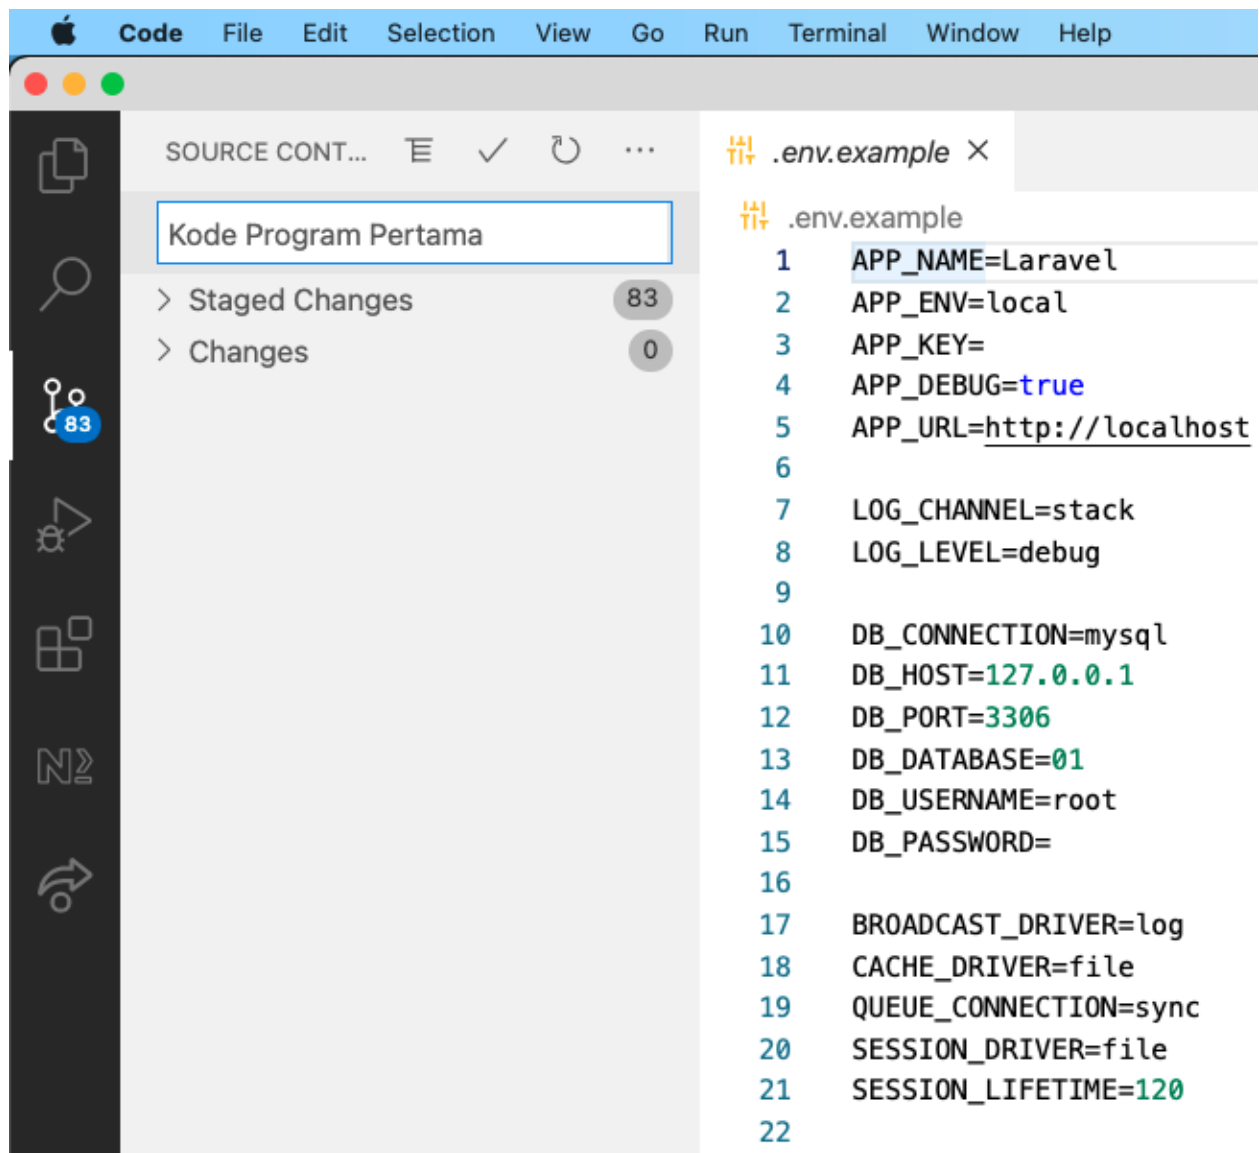 Code File Edit Selection View Go Run Terminal Window Help
SOURCE CONT...
Kode Program Pertama
Staged Changes 83
Changes 0
83
.env.example
.env.example
1 APP_NAME=Laravel
2 APP_ENV=local
3 APP_KEY=
4 APP_DEBUG=true
5 APP_URL=http://localhost
6
7 LOG_CHANNEL=stack
8 LOG_LEVEL=debug
9
10 DB_CONNECTION=mysql
11 DB_HOST=127.0.0.1
12 DB_PORT=3306
13 DB_DATABASE=01
14 DB_USERNAME=root
15 DB_PASSWORD=
16
17 BROADCAST_DRIVER=log
18 CACHE_DRIVER=file
19 QUEUE_CONNECTION=sync
20 SESSION_DRIVER=file
21 SESSION_LIFETIME=120
22